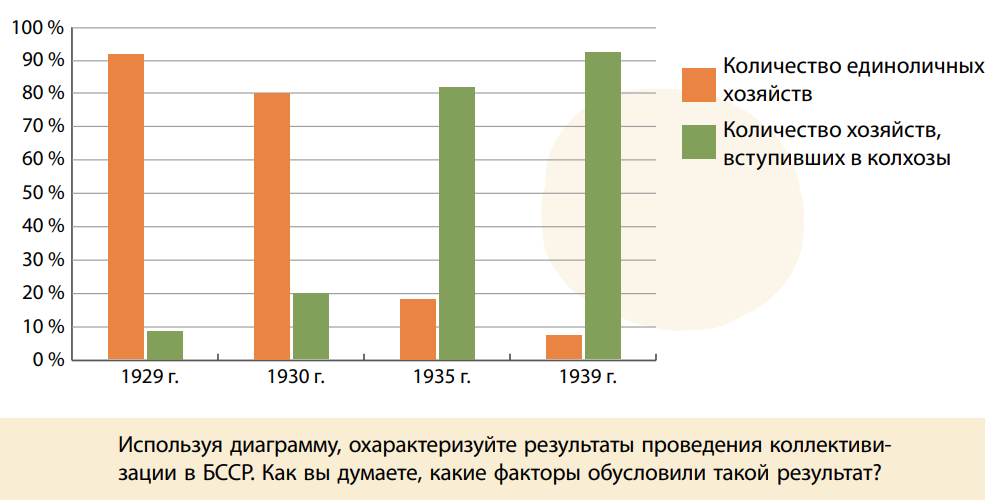 100 %
90 %
80 %
70 %
60 %
50 %
40 %
30 %
20 %
10 %
0 %
1929 г.
1930 г.
1935 г.
1939 г.
Количество единоличных
хозяйств
Количество хозяйств,
вступивших в колхозы
Используя диаграмму, охарактеризуйте результаты проведения коллективи-
зации в БССР. Как вы думаете, какие факторы обусловили такой результат?